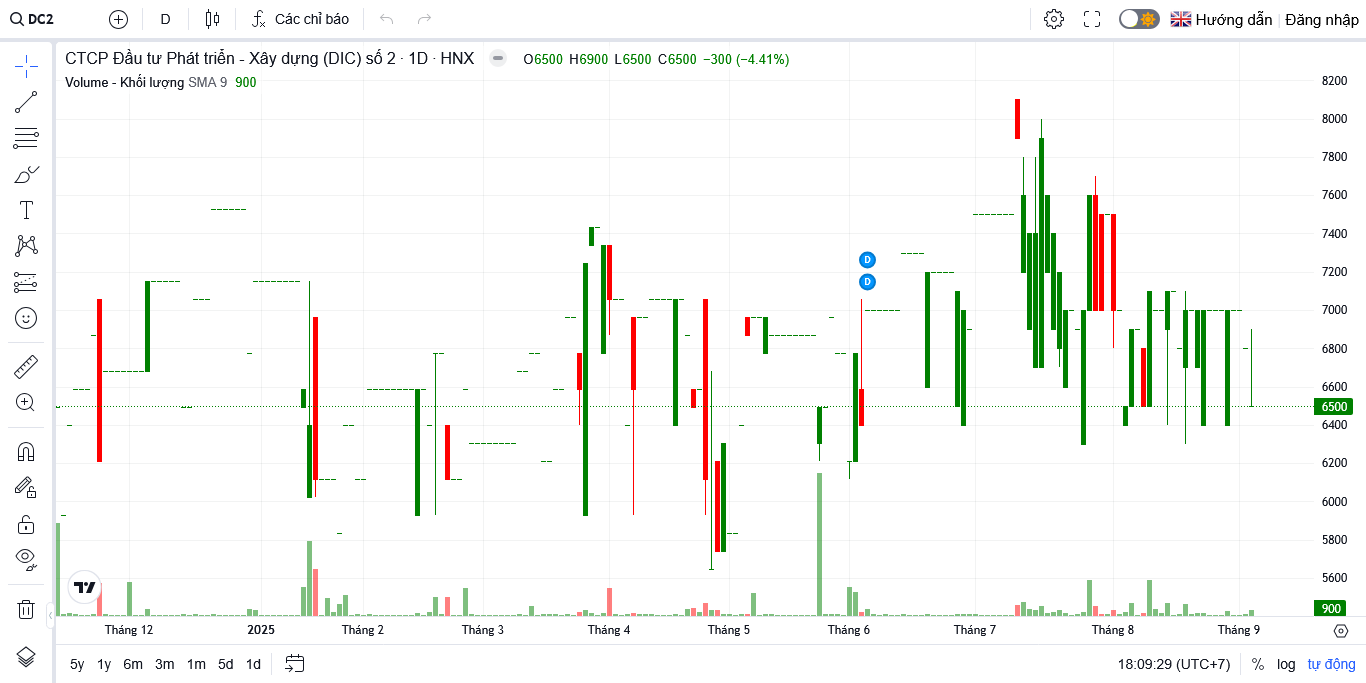 DC2 D Các chỉ báo Hướng dẫn Đăng nhập
CTCP Đầu tư Phát triển - Xây dựng (DIC) số 2 · 1D · HNX O6500 H6900 L6500 C6500 −300 (−4.41%)
Volume - Khối lượng SMA 9 900
8200
8000
7800
7600
7400
D
7200
D
7000
6800
6600
6500
6400
6200
6000
5800
5600
900
Tháng 12 2025 Tháng 2 Tháng 3 Tháng 4 Tháng 5 Tháng 6 Tháng 7 Tháng 8 Tháng 9
5y 1y 6m 3m 1m 5d 1d 18:09:29 (UTC+7) % log tự động